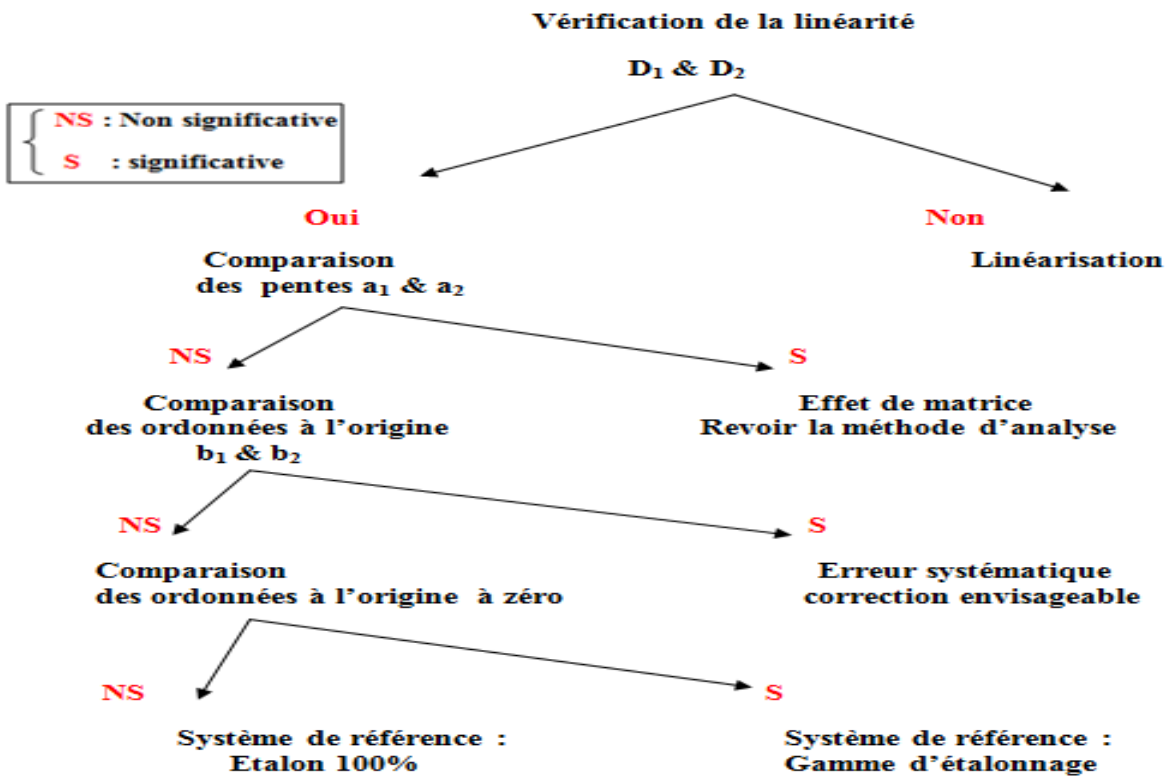 Vérification de la linéarité
D₁ & D₂
NS : Non significative
S : significative
Oui
Non
Comparaison
des pentes a₁ & a₂
Linéarisation
NS
S
Comparaison
des ordonnées à l'origine
b₁ & b₂
Effet de matrice
Revoir la méthode d'analyse
NS
S
Comparaison
des ordonnées à l'origine à zéro
Erreur systématique
correction envisageable
NS
S
Système de référence :
Etalon 100%
Système de référence :
Gamme d'étalonnage